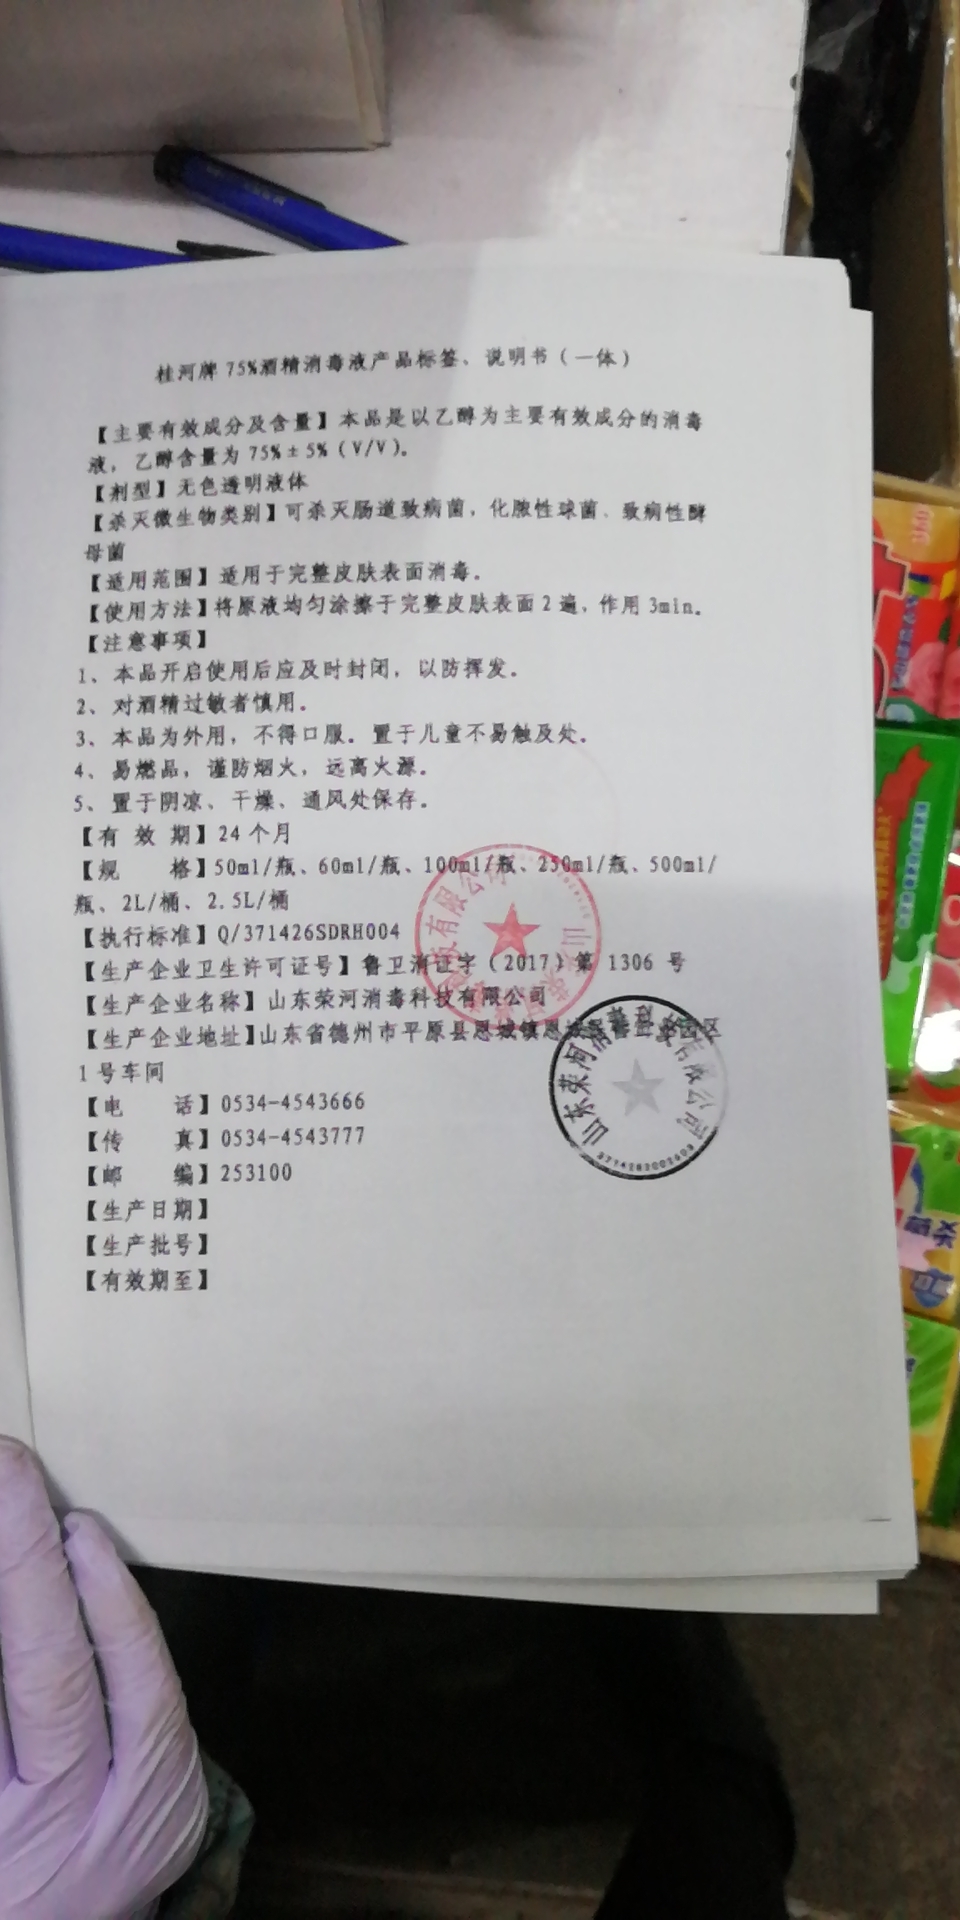 桂河牌 75%酒精消毒液产品标签、说明书（一体）
【主要有效成分及含量】本品是以乙醇为主要有效成分的消毒
液，乙醇含量为 75%±5%（V/V）。
【剂型】无色透明液体
【杀灭微生物类别】可杀灭肠道致病菌，化脓性球菌、致病性酵
母菌
【适用范围】适用于完整皮肤表面消毒。
【使用方法】将原液均匀涂擦于完整皮肤表面 2 遍，作用 3min。
【注意事项】
1、本品开启使用后应及时封闭，以防挥发。
2、对酒精过敏者慎用。
3、本品为外用，不得口服。置于儿童不易触及处。
4、易燃品，谨防烟火，远离火源。
5、置于阴凉、干燥、通风处保存。
【有 效 期】24 个月
【规 格】50ml/瓶、60ml/瓶、100ml/瓶、250ml/瓶、500ml/
瓶、2L/桶、2.5L/桶
【执行标准】Q/371426SDRH004
【生产企业卫生许可证号】鲁卫消证字（2017）第 1306 号
【生产企业名称】山东荣河消毒科技有限公司
【生产企业地址】山东省德州市平原县恩城镇恩城
1 号车间
【电 话】0534-4543666
【传 真】0534-4543777
【邮 编】253100
【生产日期】
【生产批号】
【有效期至】
山东荣河消毒科技有限公司